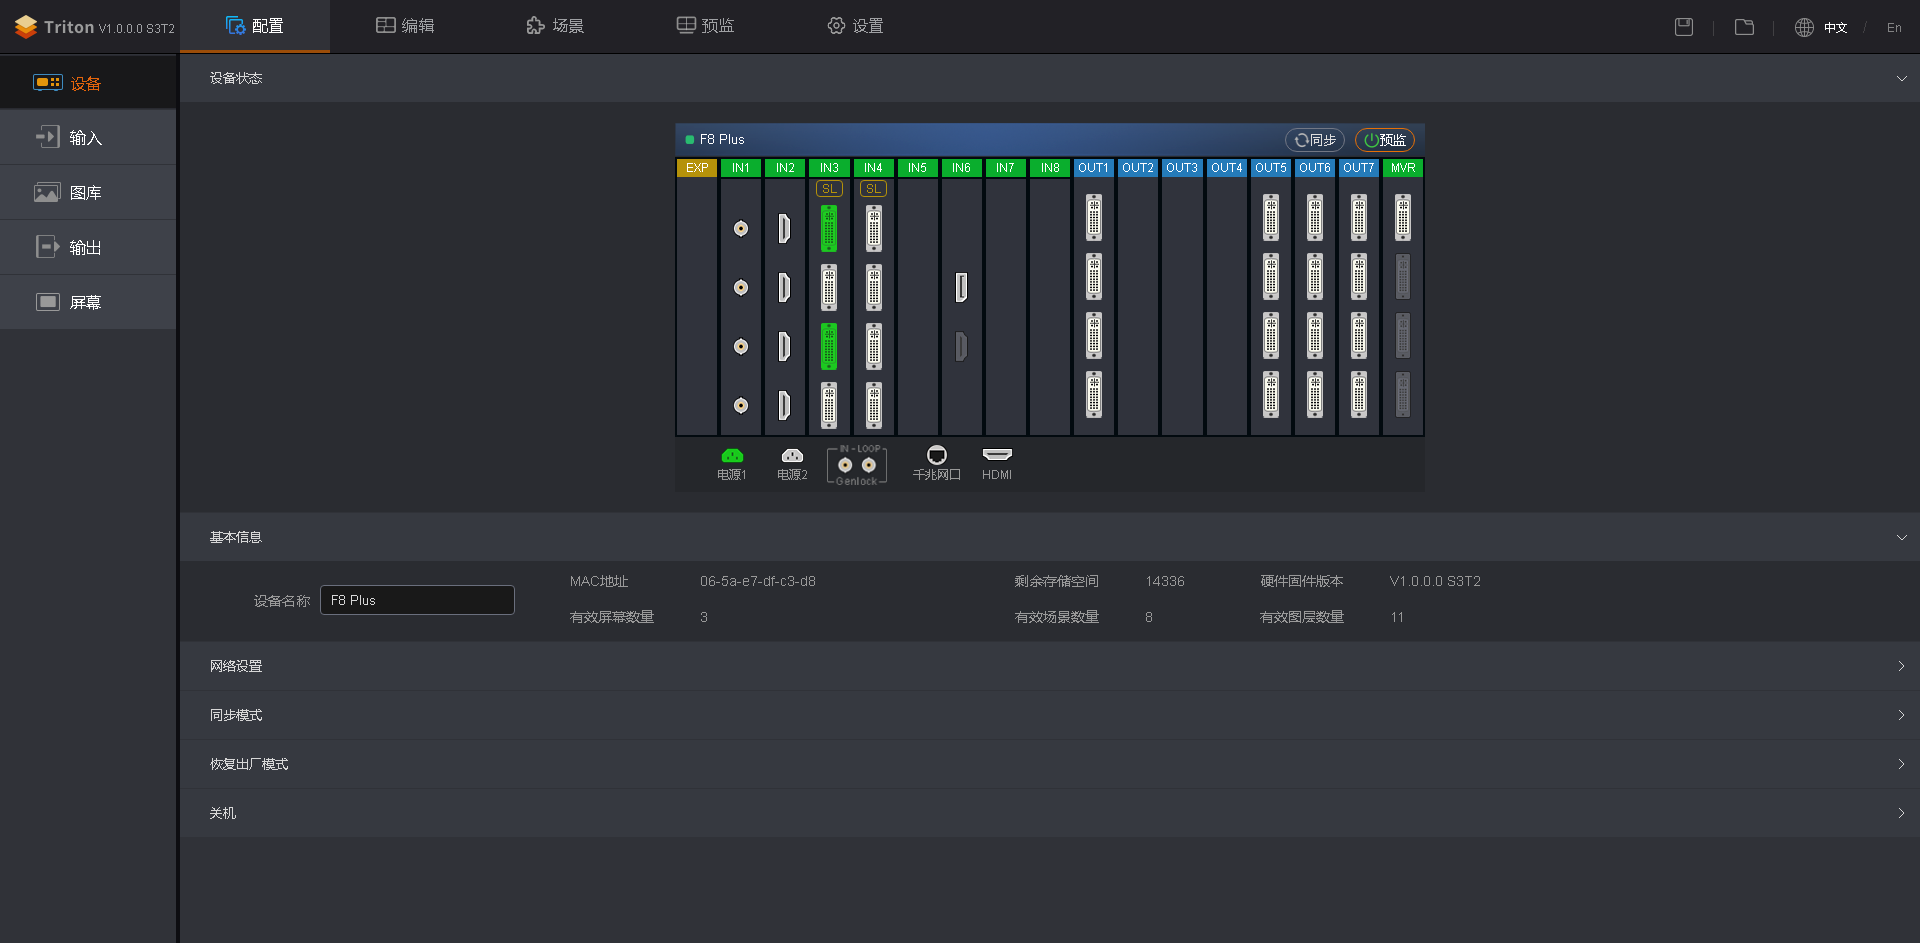 Triton V1.0.0.0 S3T2
配置
编辑
场景
预监
设置
中文 / En
设备
输入
图库
输出
屏幕
设备状态
F8 Plus
同步
预监
EXP IN1 IN2 IN3 IN4 IN5 IN6 IN7 IN8 OUT1 OUT2 OUT3 OUT4 OUT5 OUT6 OUT7 MVR
SL SL
IN - LOOP
Genlock
电源1 电源2 千兆网口 HDMI
基本信息
设备名称 F8 Plus
MAC地址 06-5a-e7-df-c3-d8 剩余存储空间 14336 硬件固件版本 V1.0.0.0 S3T2
有效屏幕数量 3 有效场景数量 8 有效图层数量 11
网络设置
同步模式
恢复出厂模式
关机